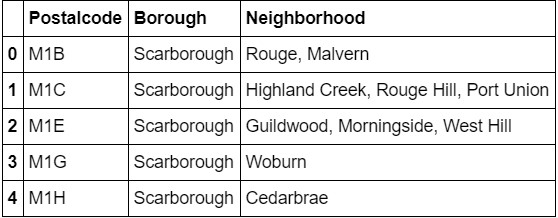 Postalcode Borough Neighborhood
0 M1B Scarborough Rouge, Malvern
1 M1C Scarborough Highland Creek, Rouge Hill, Port Union
2 M1E Scarborough Guildwood, Morningside, West Hill
3 M1G Scarborough Woburn
4 M1H Scarborough Cedarbrae